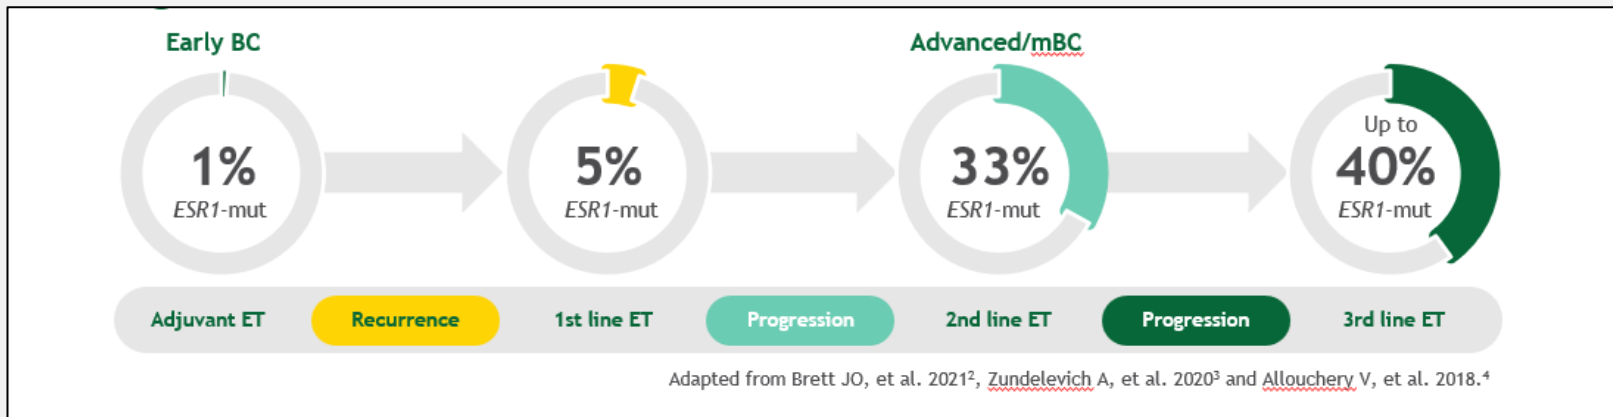 Early BC
Advanced/mBC
1%
ESR1-mut
5%
ESR1-mut
33%
ESR1-mut
Up to
40%
ESR1-mut
Adjuvant ET
Recurrence
1st line ET
Progression
2nd line ET
Progression
3rd line ET
Adapted from Brett JO, et al. 2021², Zundelevich A, et al. 2020³ and Allouchery V, et al. 2018.⁴